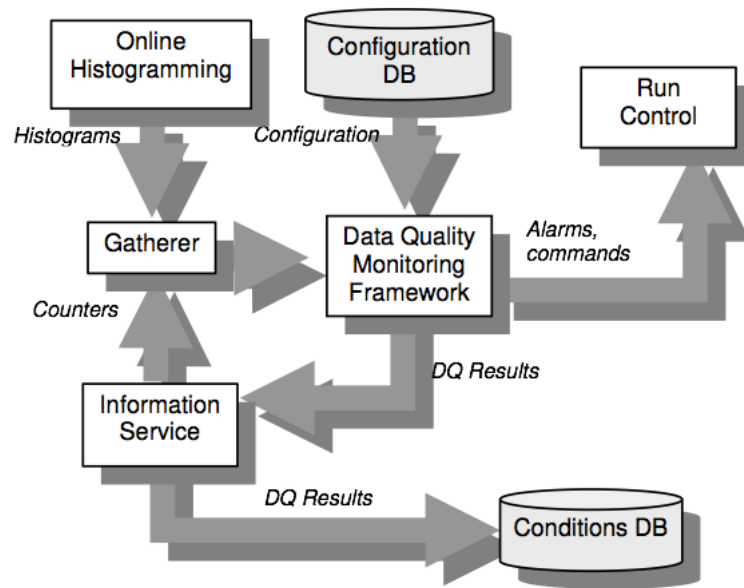 Online
Histogramming
Configuration
DB
Run
Control
Histograms
Configuration
Gatherer
Data Quality
Monitoring
Framework
Alarms,
commands
Counters
DQ Results
Information
Service
DQ Results
Conditions DB